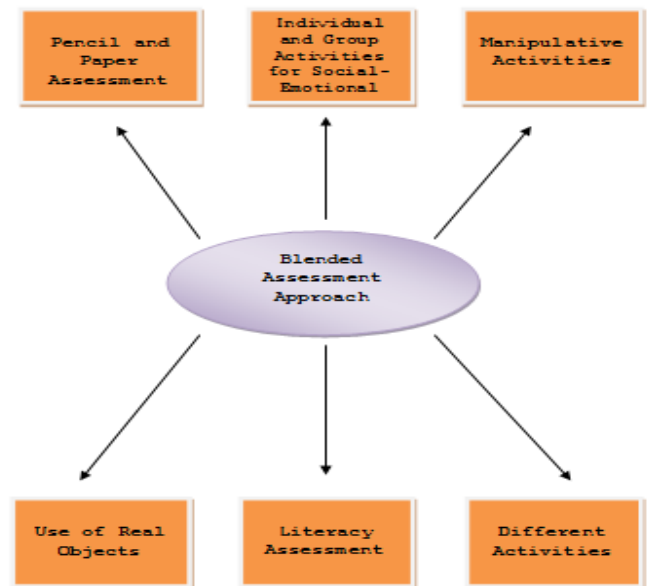 Pencil and
Paper
Assessment
Individual
and Group
Activities
for Social-
Emotional
Manipulative
Activities
Blended
Assessment
Approach
Use of Real
Objects
Literacy
Assessment
Different
Activities